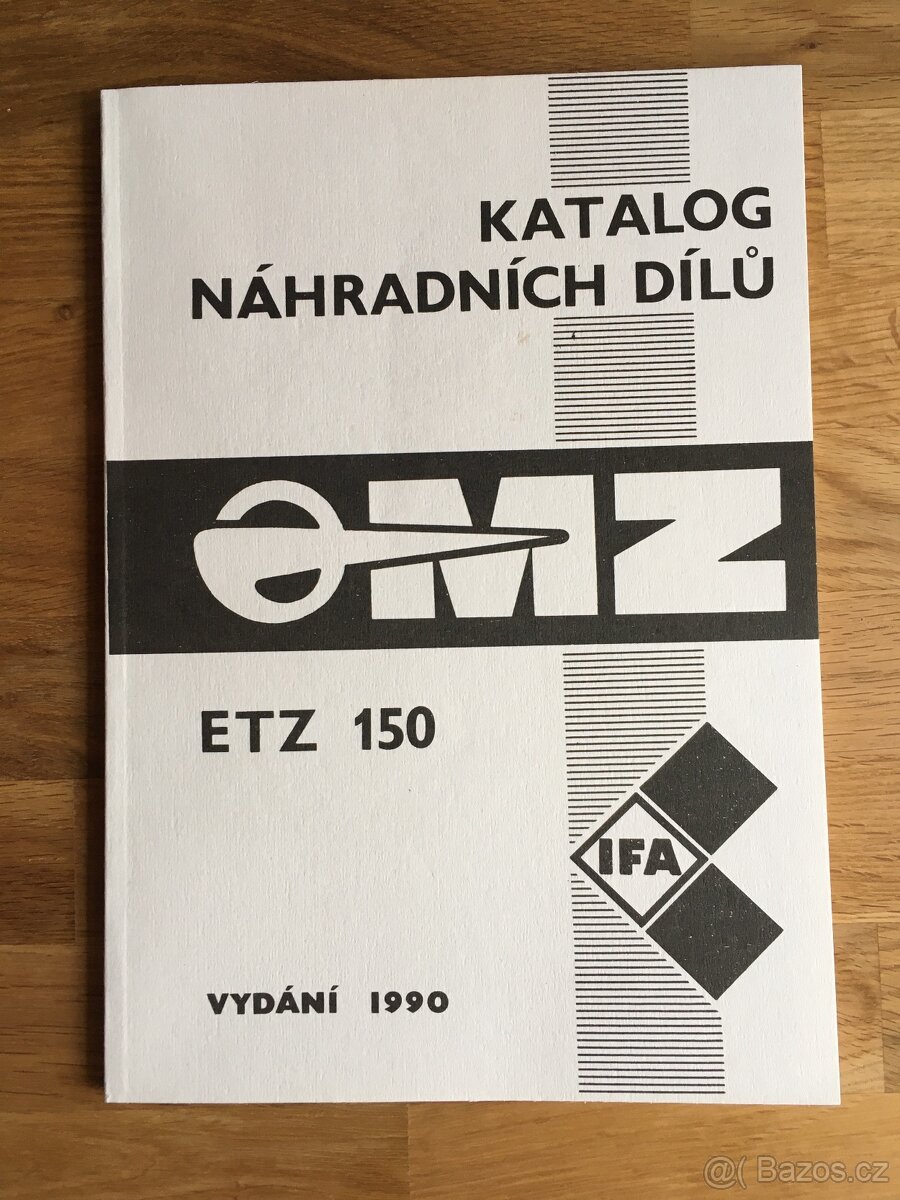 KATALOG
NÁHRADNÍCH DÍLŮ
MZ
ETZ 150
IFA
VYDÁNÍ 1990
@( Bazos.cz